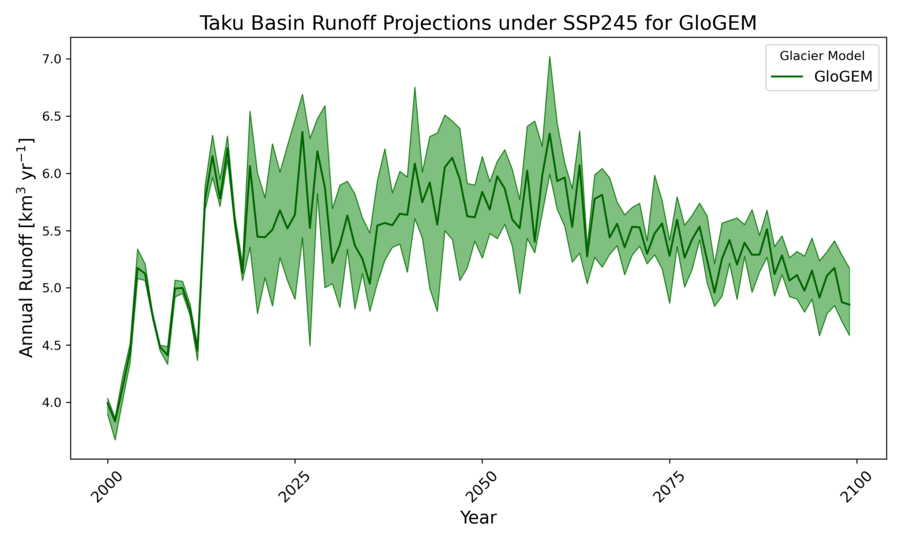 Taku Basin Runoff Projections under SSP245 for GloGEM
Glacier Model
GloGEM
Annual Runoff [km³ yr⁻¹]
7.0
6.5
6.0
5.5
5.0
4.5
4.0
2000
2025
2050
2075
2100
Year